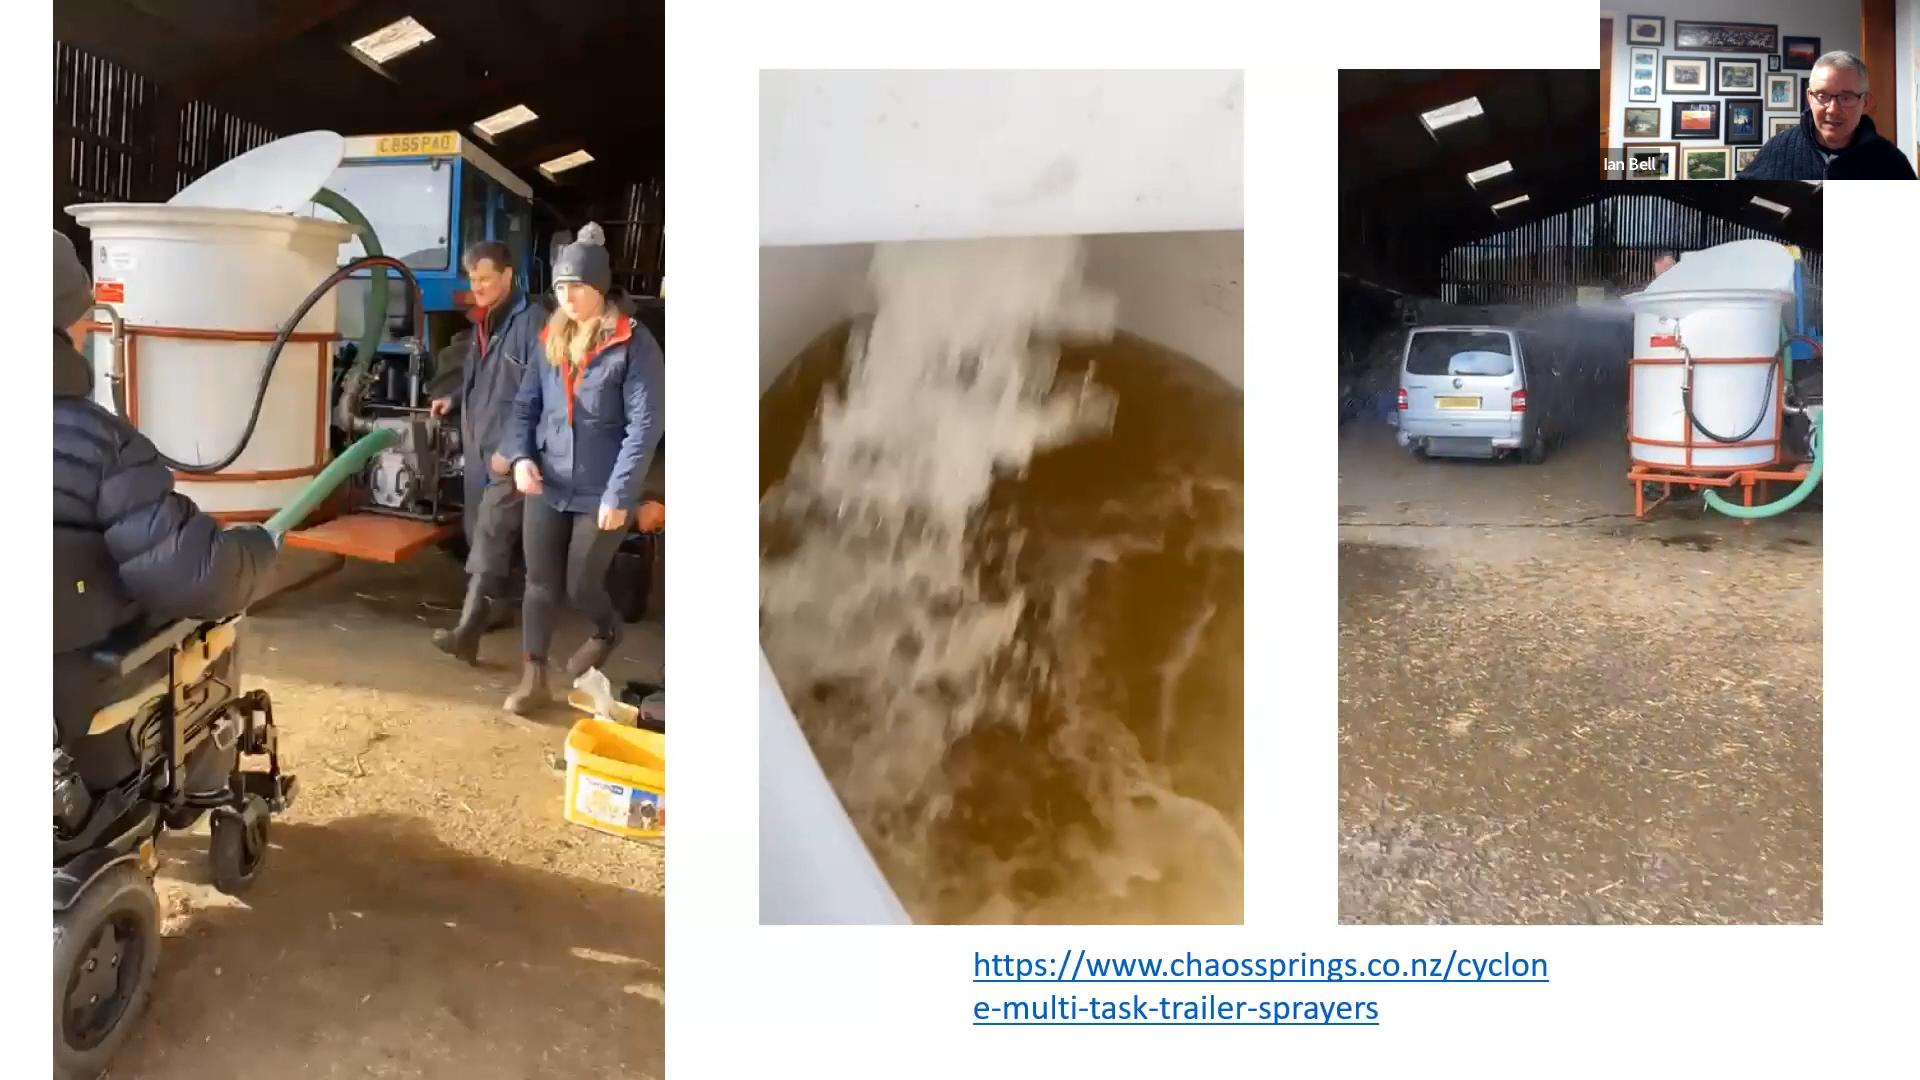 C855PAO
Ian Bell
https://www.chaossprings.co.nz/cyclon
e-multi-task-trailer-sprayers